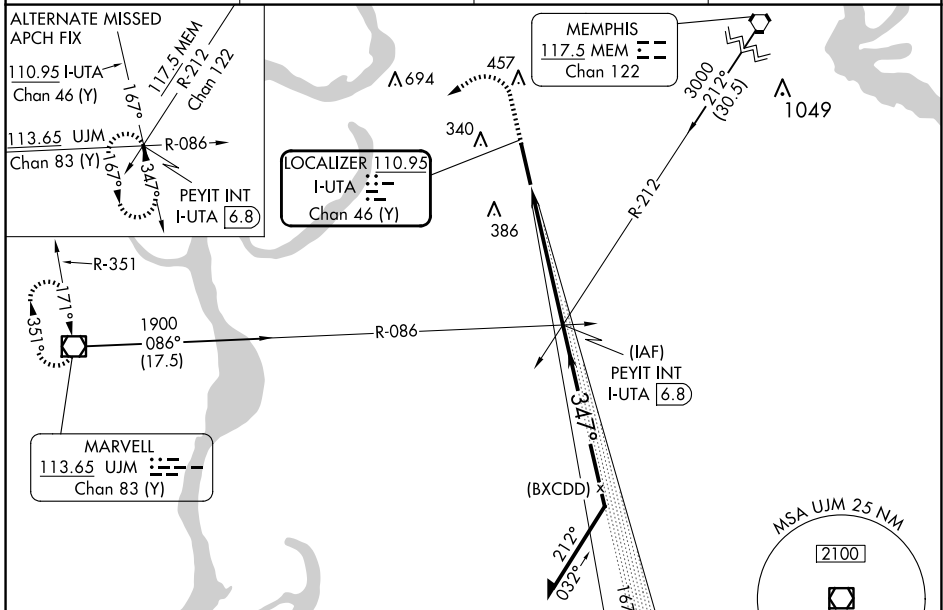 ALTERNATE MISSED
APCH FIX
110.95 I-UTA
Chan 46 (Y)
167°
117.5 MEM
R-212
Chan 122
113.65 UJM
Chan 83 (Y)
R-086
167°
347°
PEYIT INT
I-UTA 6.8
694
457
340
386
1049
MEMPHIS
117.5 MEM
Chan 122
3000
212°
(30.5)
R-212
LOCALIZER 110.95
I-UTA
Chan 46 (Y)
R-351
171°
351°
1900
086°
(17.5)
R-086
(IAF)
PEYIT INT
I-UTA 6.8
347°
MARVELL
113.65 UJM
Chan 83 (Y)
(BXCDD) x
212°
032°
167
MSA UJM 25 NM
2100